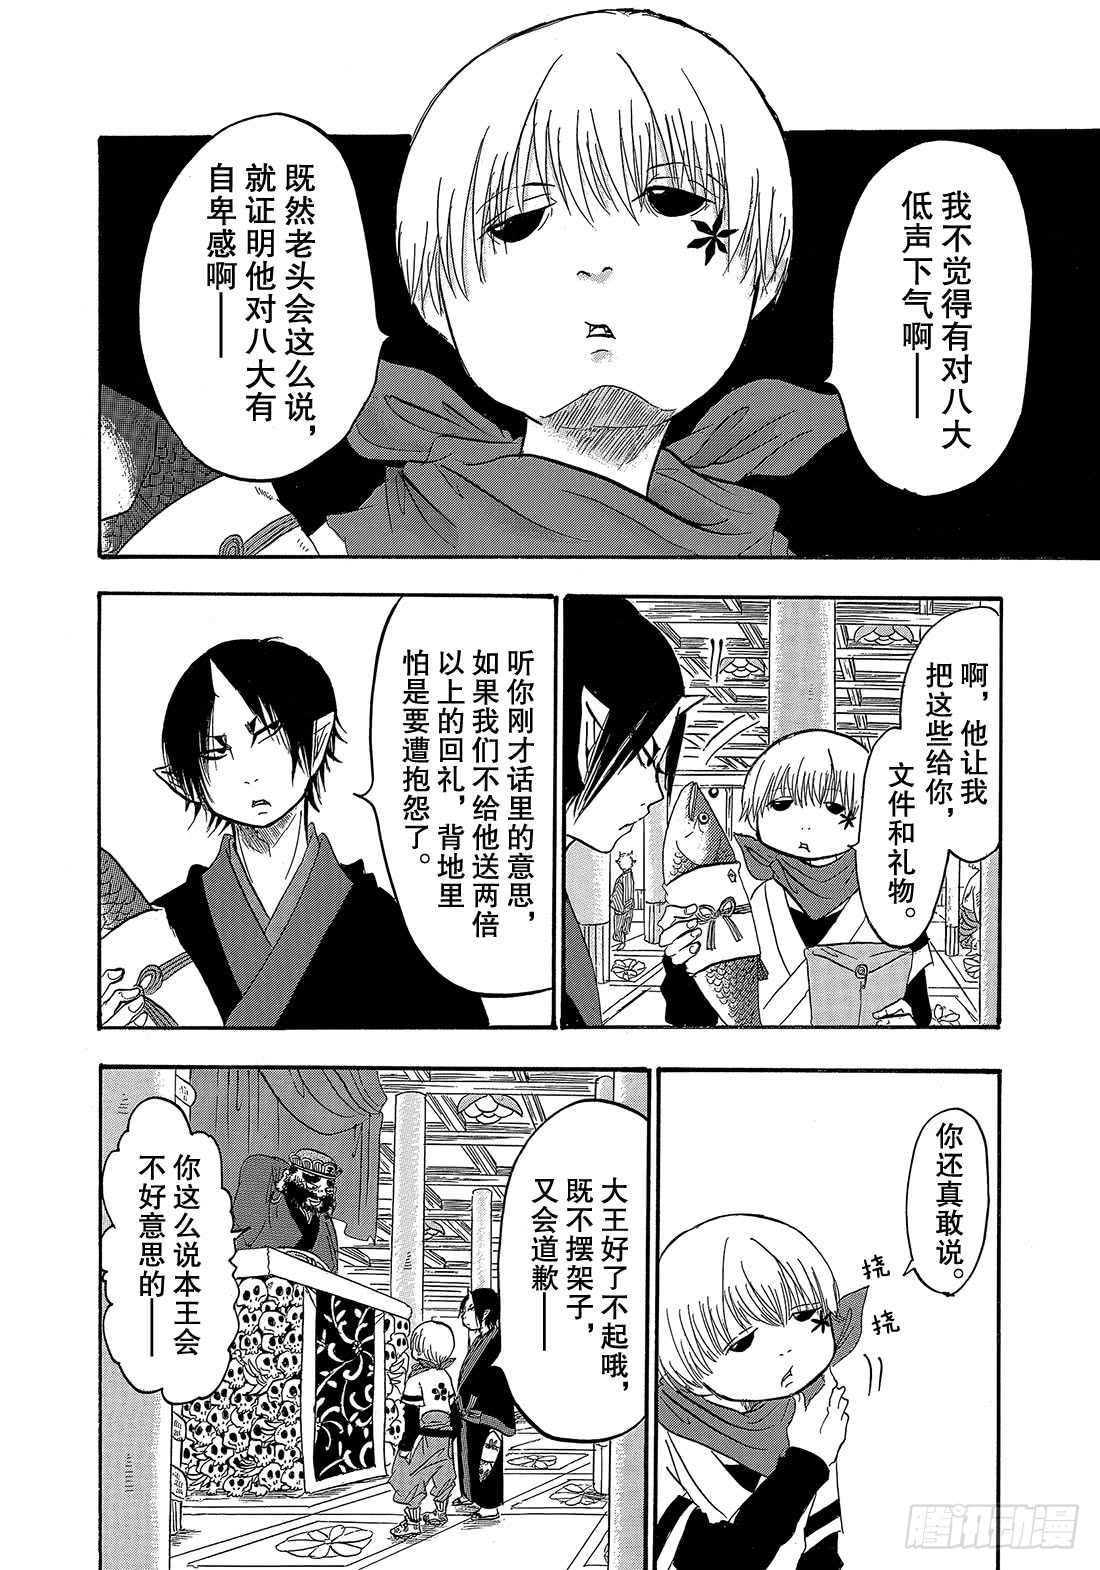 我不觉得有对八大
低声下气啊——
既然老头会这么说，
就证明他对八大有
自卑感啊——
啊，他让我
把这些给你，
文件和礼物。
听你刚才话里的意思，
如果我们不给他送两倍
以上的回礼，背地里
怕是要遭抱怨了。
你还真敢说。
挠
挠
大王好了不起哦，
既不摆架子，
又会道歉——
你这么说本王会
不好意思的——
腾讯动漫